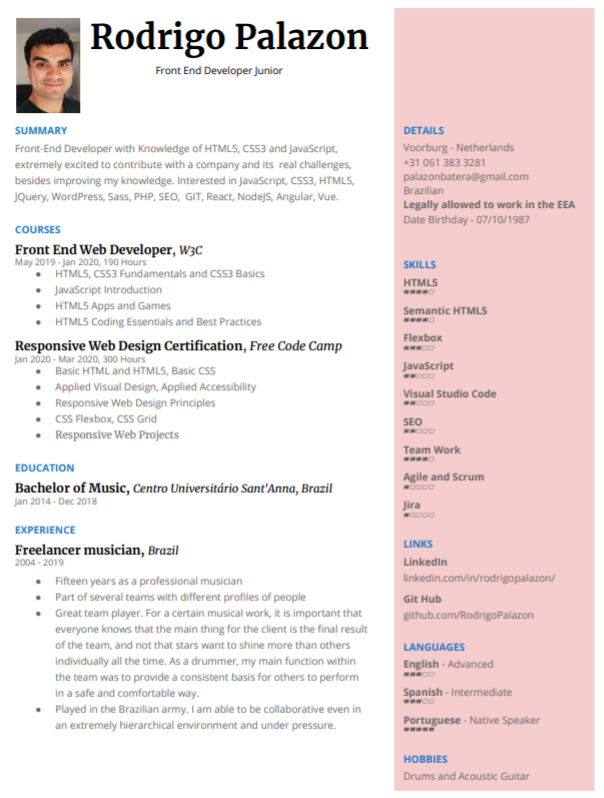 Rodrigo Palazon
Front End Developer Junior
SUMMARY
Front-End Developer with Knowledge of HTML5, CSS3 and JavaScript,
extremely excited to contribute with a company and its real challenges,
besides improving my knowledge. Interested in JavaScript, CSS3, HTML5,
JQuery, WordPress, Sass, PHP, SEO, GIT, React, NodeJS, Angular, Vue.
COURSES
Front End Web Developer, W3C
May 2019 - Jan 2020, 190 Hours
● HTML5, CSS3 Fundamentals and CSS3 Basics
● JavaScript Introduction
● HTML5 Apps and Games
● HTML5 Coding Essentials and Best Practices
Responsive Web Design Certification, Free Code Camp
Jan 2020 - Mar 2020, 300 Hours
● Basic HTML and HTML5, Basic CSS
● Applied Visual Design, Applied Accessibility
● Responsive Web Design Principles
● CSS Flexbox, CSS Grid
● Responsive Web Projects
EDUCATION
Bachelor of Music, Centro Universitário Sant'Anna, Brazil
Jan 2014 - Dec 2018
EXPERIENCE
Freelancer musician, Brazil
2004 - 2019
● Fifteen years as a professional musician
● Part of several teams with different profiles of people
● Great team player. For a certain musical work, it is important that
everyone knows that the main thing for the client is the final result
of the team, and not that stars want to shine more than others
individually all the time. As a drummer, my main function within
the team was to provide a consistent basis for others to perform
in a safe and comfortable way.
● Played in the Brazilian army. I am able to be collaborative even in
an extremely hierarchical environment and under pressure.
DETAILS
Voorburg - Netherlands
+31 061 383 3281
palazonbatera@gmail.com
Brazilian
Legally allowed to work in the EEA
Date Birthday - 07/10/1987
SKILLS
HTML5
Semantic HTML5
Flexbox
JavaScript
Visual Studio Code
SEO
Team Work
Agile and Scrum
Jira
LINKS
LinkedIn
linkedin.com/in/rodrigopalazon/
Git Hub
github.com/RodrigoPalazon
LANGUAGES
English - Advanced
Spanish - Intermediate
Portuguese - Native Speaker
HOBBIES
Drums and Acoustic Guitar